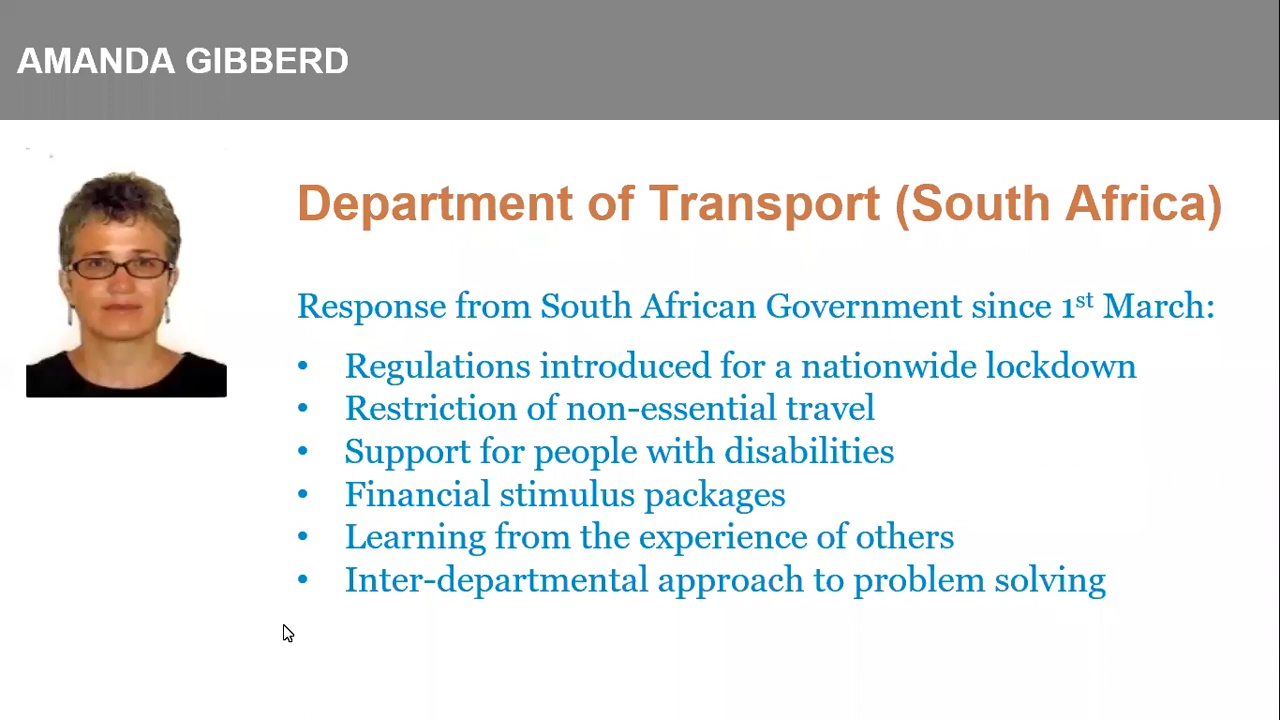 AMANDA GIBBERD
Department of Transport (South Africa)
Response from South African Government since 1st March:
• Regulations introduced for a nationwide lockdown
• Restriction of non-essential travel
• Support for people with disabilities
• Financial stimulus packages
• Learning from the experience of others
• Inter-departmental approach to problem solving